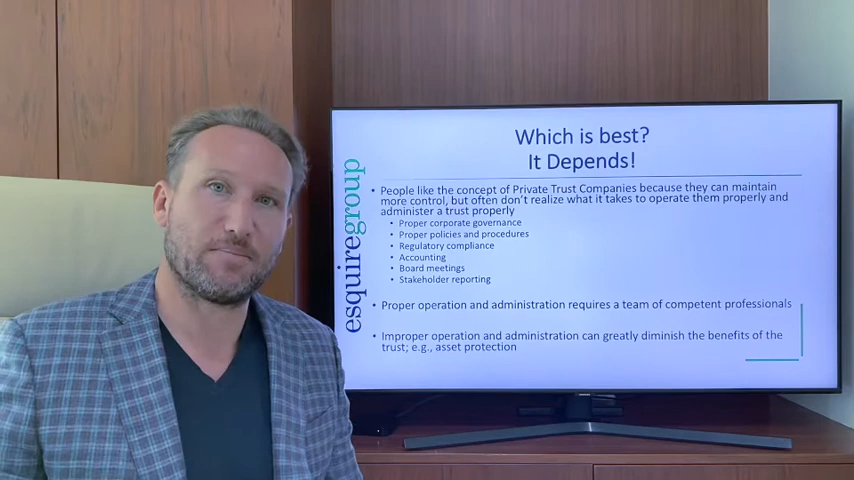 Which is best?
It Depends!
esquiregroup
• People like the concept of Private Trust Companies because they can maintain
more control, but often don't realize what it takes to operate them properly and
administer a trust properly
• Proper corporate governance
• Proper policies and procedures
• Regulatory compliance
• Accounting
• Board meetings
• Stakeholder reporting
• Proper operation and administration requires a team of competent professionals
• Improper operation and administration can greatly diminish the benefits of the
trust; e.g., asset protection